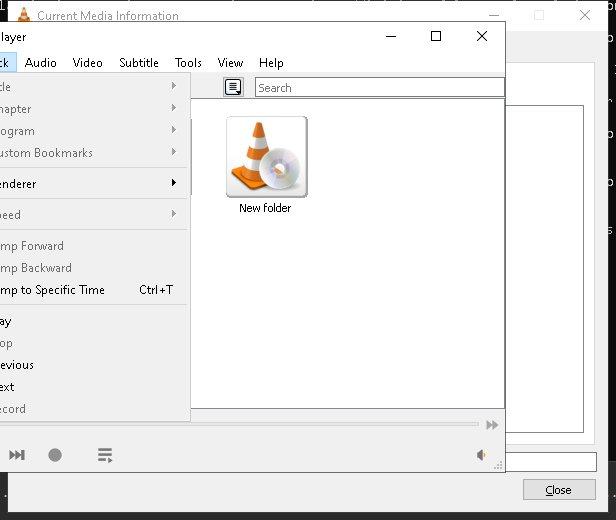 Current Media Information
layer
ck Audio Video Subtitle Tools View Help
tle
Search
hapter
ogram
ustom Bookmarks
enderer
New folder
peed
mp Forward
mp Backward
mp to Specific Time Ctrl+T
ay
op
evious
ext
ecord
Close